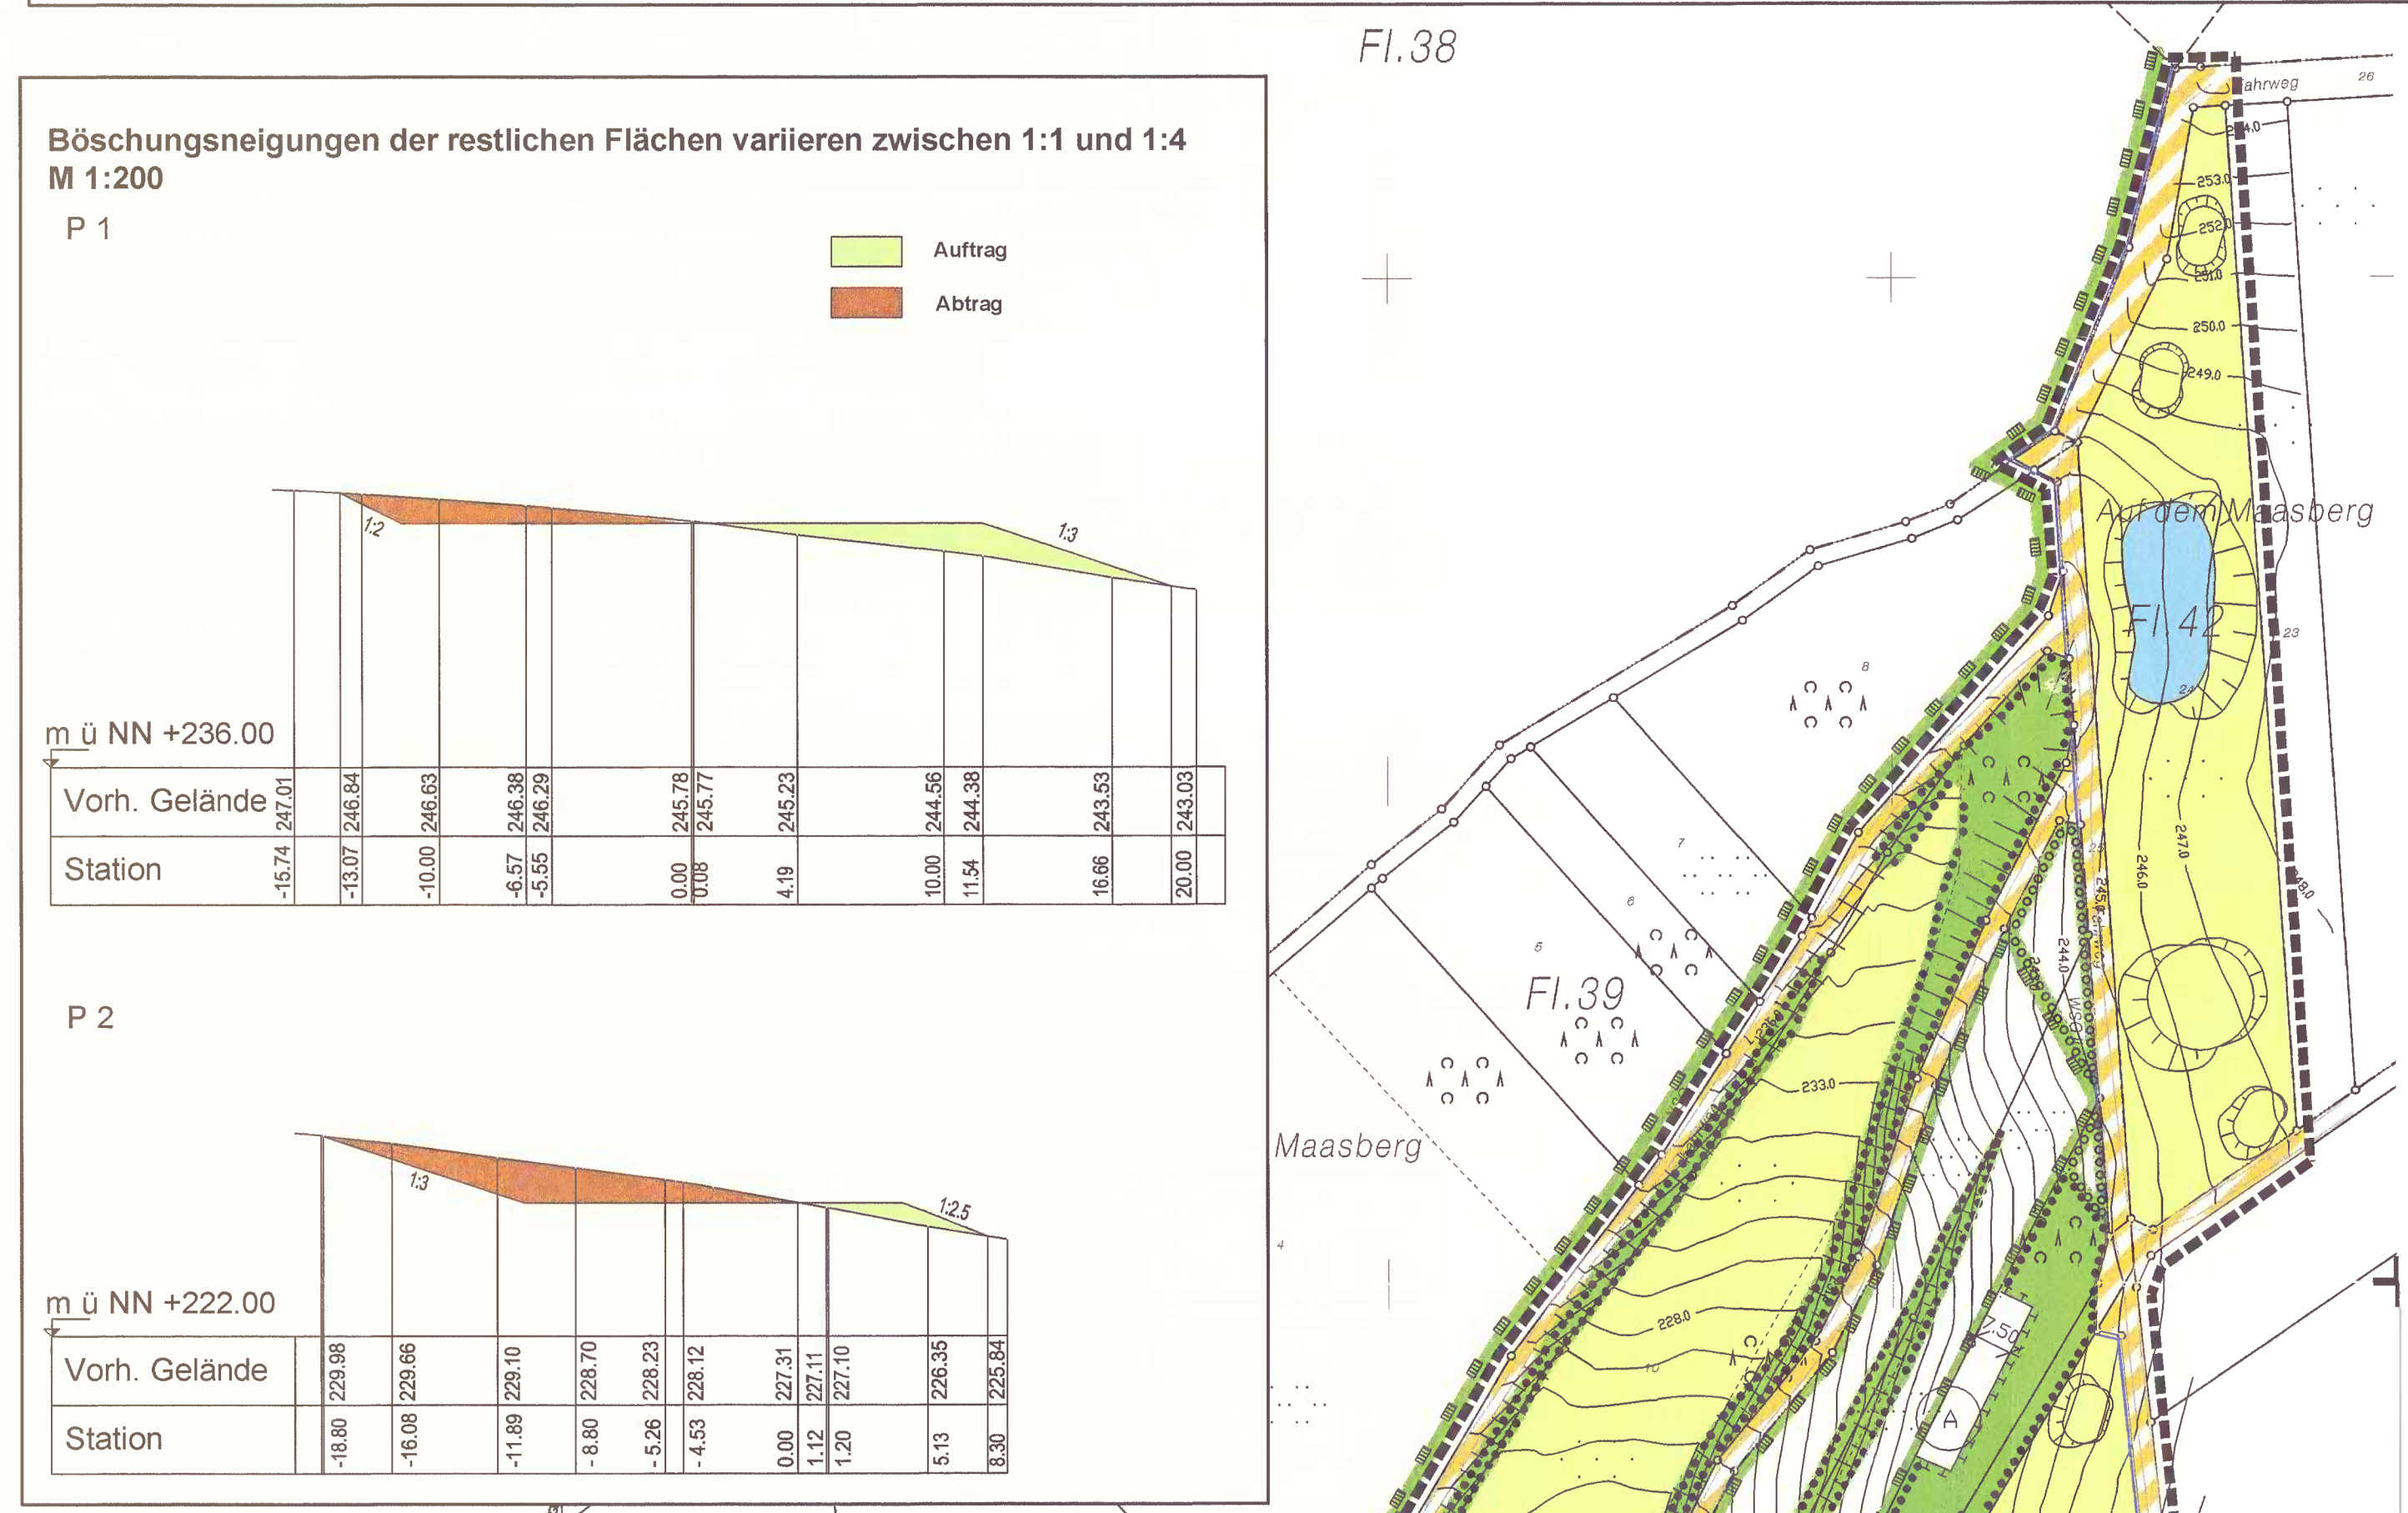 Böschungsneigungen der restlichen Flächen variieren zwischen 1:1 und 1:4
M 1:200
P 1
Auftrag
Abtrag
1:2
1:3
m ü NN +236.00
Vorh. Gelände 247.01 246.84 246.63 246.38 246.29 245.78 245.77 245.23 244.56 244.38 243.53 243.03
Station -15.74 -13.07 -10.00 -6.57 -5.55 0.00 0.08 4.19 10.00 11.54 16.66 20.00
P 2
1:3
1:2.5
m ü NN +222.00
Vorh. Gelände 229.98 229.66 229.10 228.70 228.23 228.12 227.31 227.11 227.10 226.35 225.84
Station -18.80 -16.08 -11.89 -8.80 -5.26 -4.53 0.00 1.12 1.20 5.13 8.30
Fl.38
ahrweg
26
253.0
252.0
251.0
250.0
249.0
Auf dem Maasberg
Fl.42
23
8
7
6
5
Fl.39
246.0
247.0
245.0
244.0
248.0
WSG
233.0
Maasberg
4
228.0
10
7.50
A